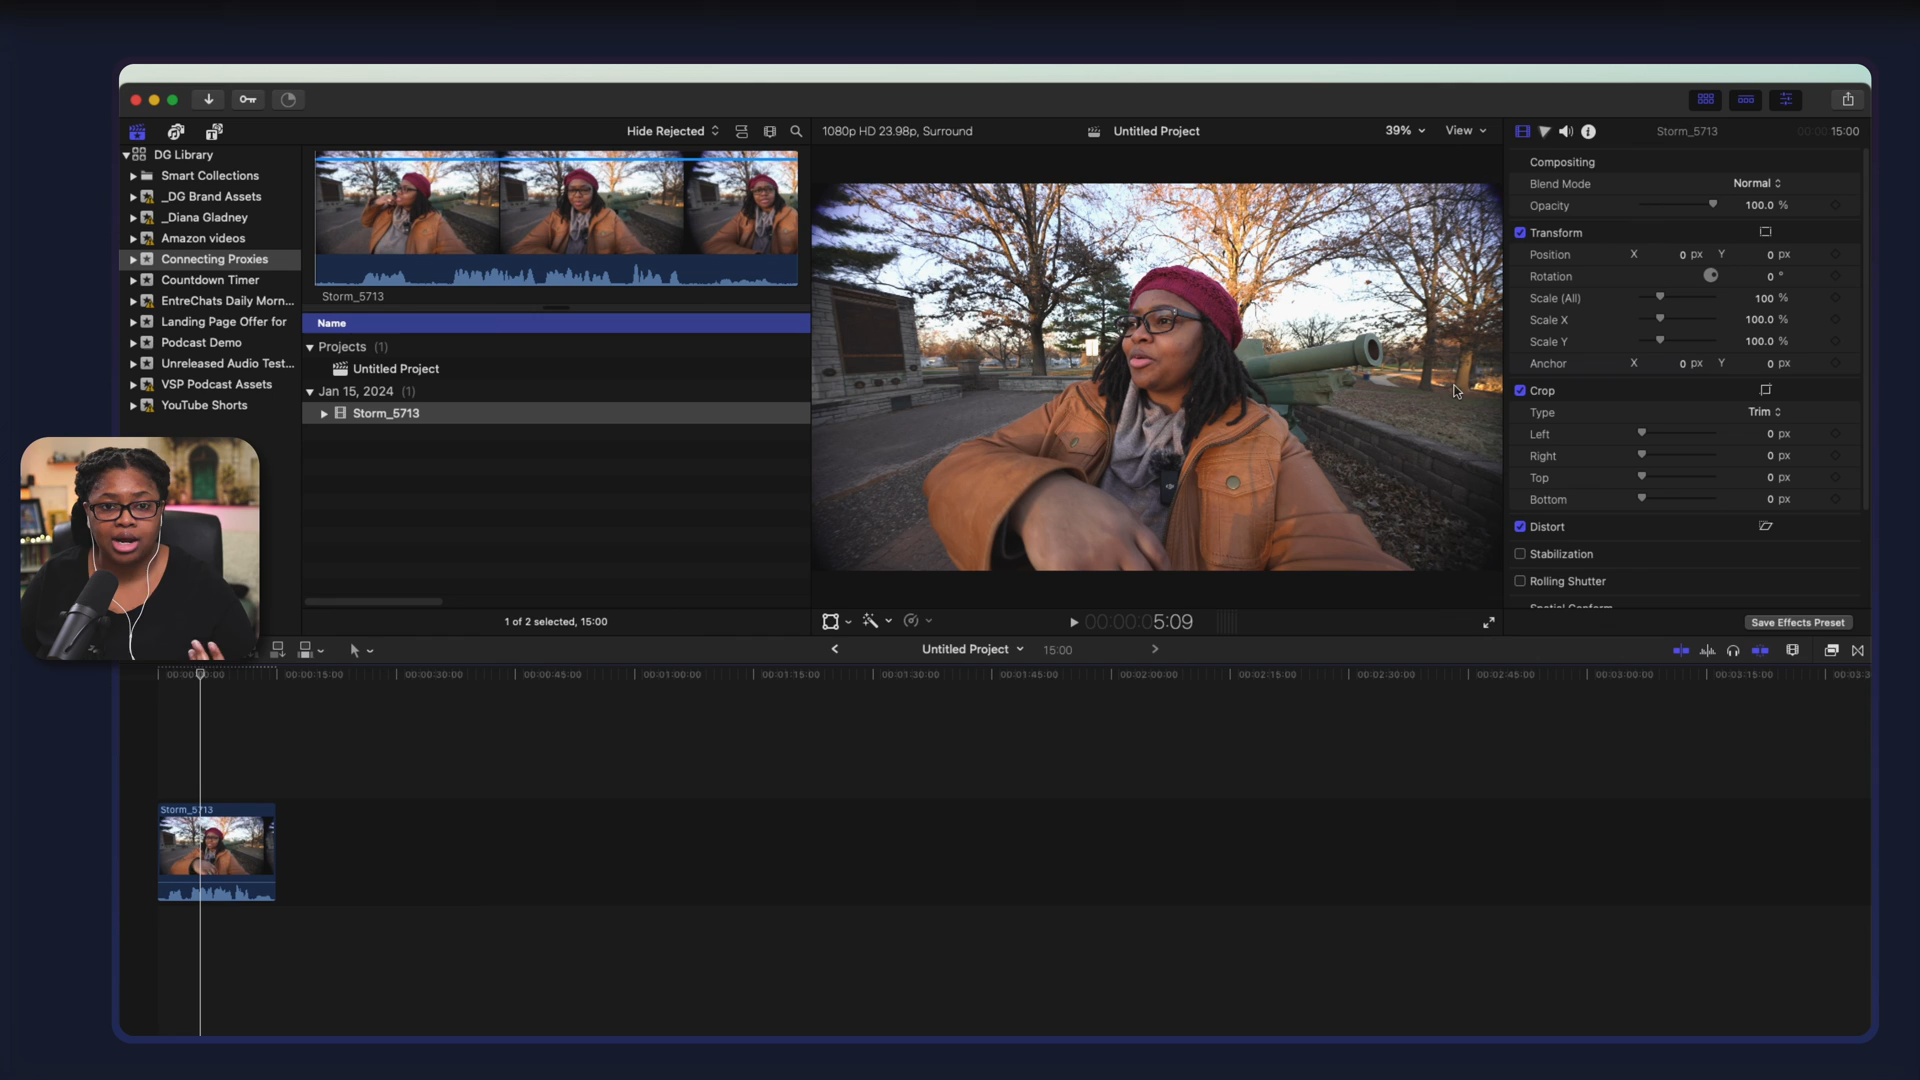 Hide Rejected
1080p HD 23.98p, Surround
Untitled Project
39%
View
Storm_5713
00:00 15:00
DG Library
Smart Collections
_DG Brand Assets
_Diana Gladney
Amazon videos
Connecting Proxies
Countdown Timer
EntreChats Daily Morn...
Landing Page Offer for
Podcast Demo
Unreleased Audio Test...
VSP Podcast Assets
YouTube Shorts
Storm_5713
Name
Projects (1)
Untitled Project
Jan 15, 2024 (1)
Storm_5713
1 of 2 selected, 15:00
00:00:05:09
Compositing
Blend Mode Normal
Opacity 100.0 %
Transform
Position X 0 px Y 0 px
Rotation 0 °
Scale (All) 100 %
Scale X 100.0 %
Scale Y 100.0 %
Anchor X 0 px Y 0 px
Crop
Type Trim
Left 0 px
Right 0 px
Top 0 px
Bottom 0 px
Distort
Stabilization
Rolling Shutter
Spatial Conform
Save Effects Preset
Untitled Project 15:00
00:00:15:00 00:00:30:00 00:00:45:00 00:01:00:00 00:01:15:00 00:01:30:00 00:01:45:00 00:02:00:00 00:02:15:00 00:02:30:00 00:02:45:00 00:03:00:00 00:03:15:00 00:03:3
Storm_5713